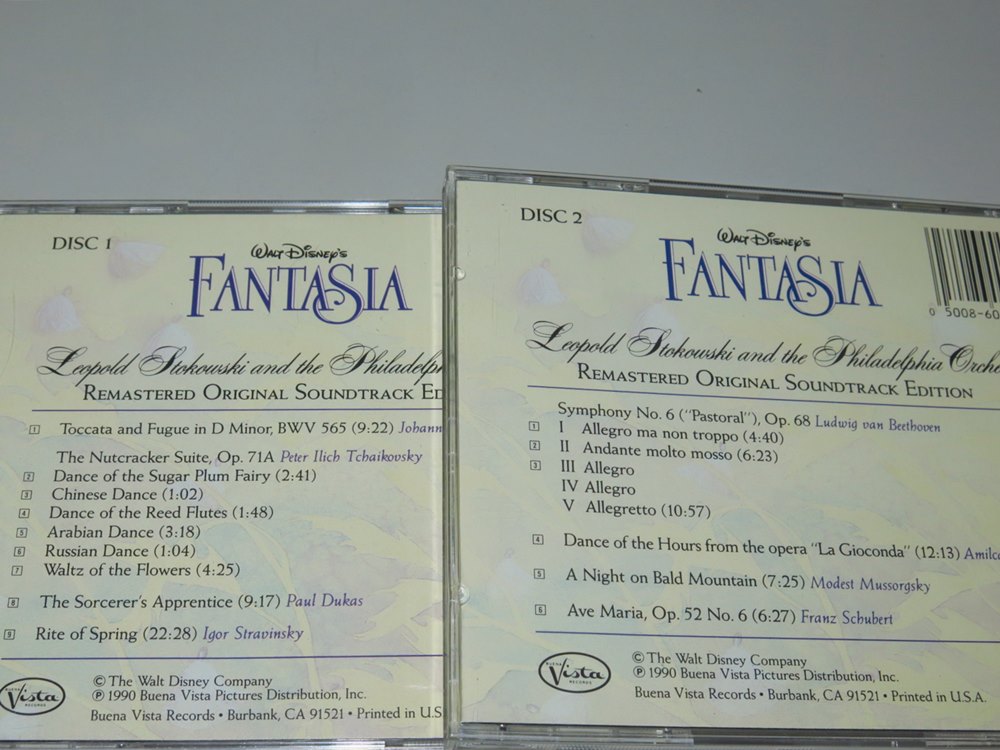 DISC 1
WALT DISNEY'S
FANTASIA
Leopold Stokowski and the
REMASTERED ORIGINAL SOUNDTRACK
1 Toccata and Fugue in D Minor, BWV 565 (9:22) Johann
The Nutcracker Suite, Op. 71A Peter Ilich Tchaikovsky
2 Dance of the Sugar Plum Fairy (2:41)
3 Chinese Dance (1:02)
4 Dance of the Reed Flutes (1:48)
5 Arabian Dance (3:18)
6 Russian Dance (1:04)
7 Waltz of the Flowers (4:25)
8 The Sorcerer's Apprentice (9:17) Paul Dukas
9 Rite of Spring (22:28) Igor Stravinsky
BUENA Vista RECORDS
© The Walt Disney Company
℗ 1990 Buena Vista Pictures Distribution, Inc.
Buena Vista Records • Burbank, CA 91521 • Printed in U.S
DISC 2
WALT DISNEY'S
FANTASIA
0 5008-60
Leopold Stokowski and the Philadelphia
REMASTERED ORIGINAL SOUNDTRACK EDITION
Symphony No. 6 ("Pastoral"), Op. 68 Ludwig van Beethoven
1 I Allegro ma non troppo (4:40)
2 II Andante molto mosso (6:23)
3 III Allegro
IV Allegro
V Allegretto (10:57)
4 Dance of the Hours from the opera "La Gioconda" (12:13)
5 A Night on Bald Mountain (7:25) Modest Mussorgsky
6 Ave Maria, Op. 52 No. 6 (6:27) Franz Schubert
BUENA Vista RECORDS
© The Walt Disney Company
℗ 1990 Buena Vista Pictures Distribution, Inc.
Buena Vista Records • Burbank, CA 91521 • Printed in U.S.A.